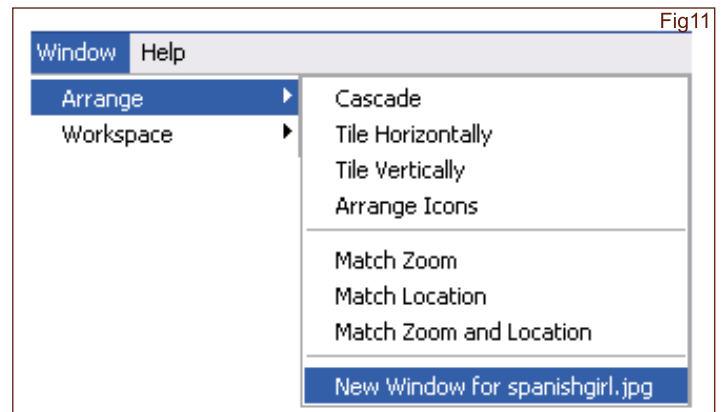 Fig11
Window Help
Arrange
Workspace
Cascade
Tile Horizontally
Tile Vertically
Arrange Icons
Match Zoom
Match Location
Match Zoom and Location
New Window for spanishgirl.jpg